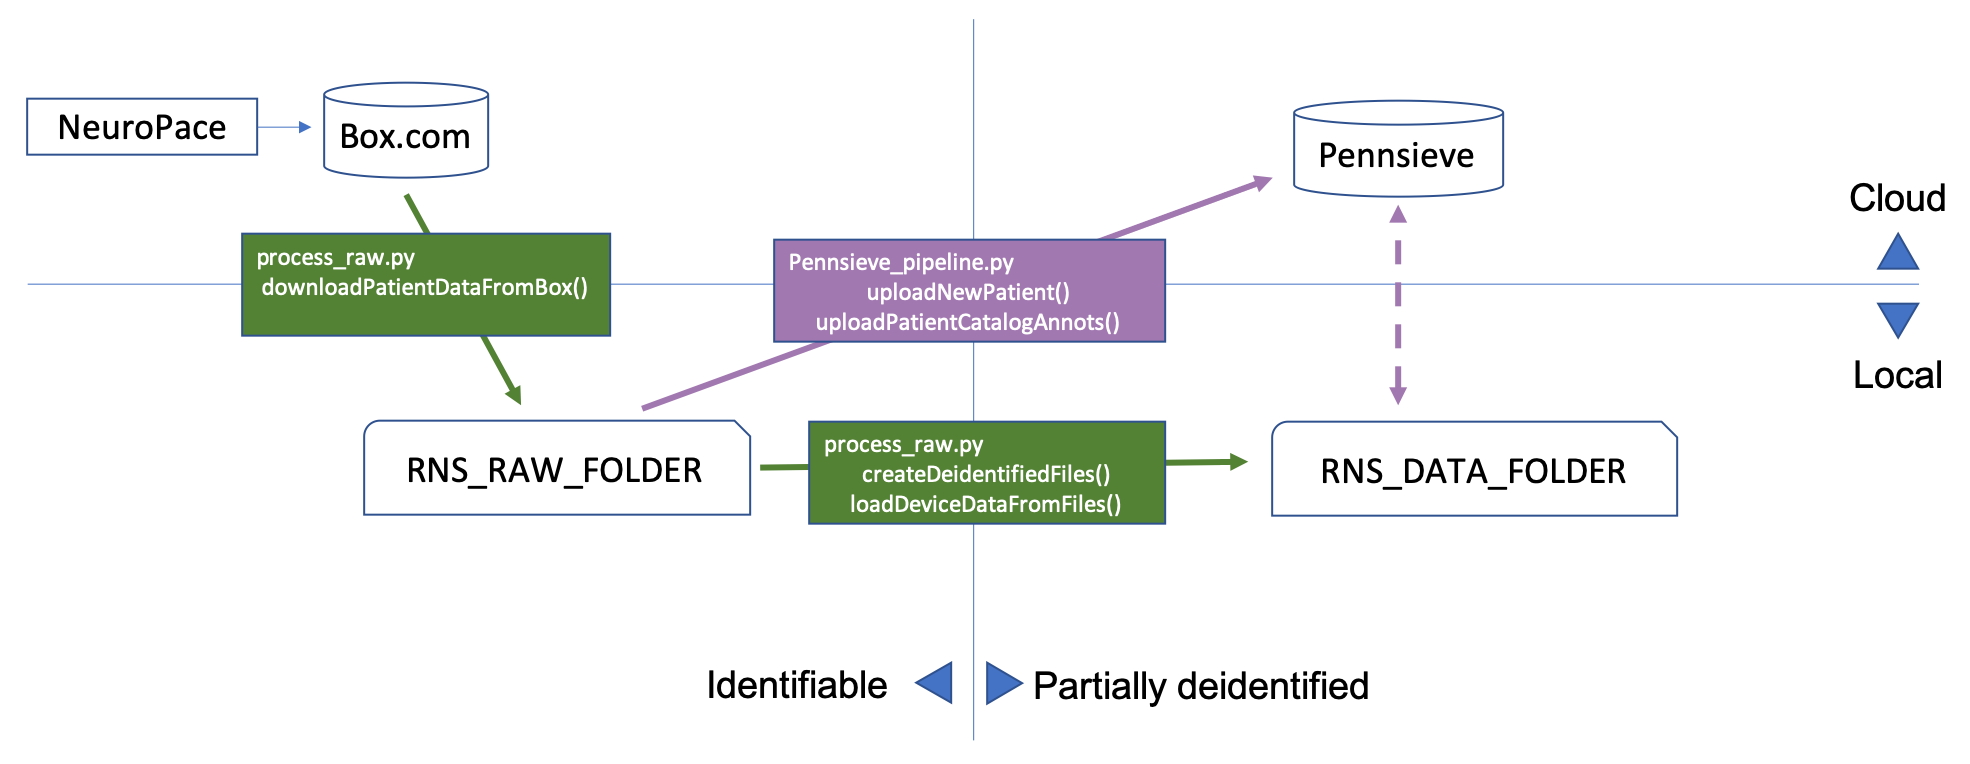 NeuroPace
Box.com
Pennsieve
Cloud
process_raw.py
downloadPatientDataFromBox()
Pennsieve_pipeline.py
uploadNewPatient()
uploadPatientCatalogAnnots()
Local
RNS_RAW_FOLDER
process_raw.py
createDeidentifiedFiles()
loadDeviceDataFromFiles()
RNS_DATA_FOLDER
Identifiable
Partially deidentified